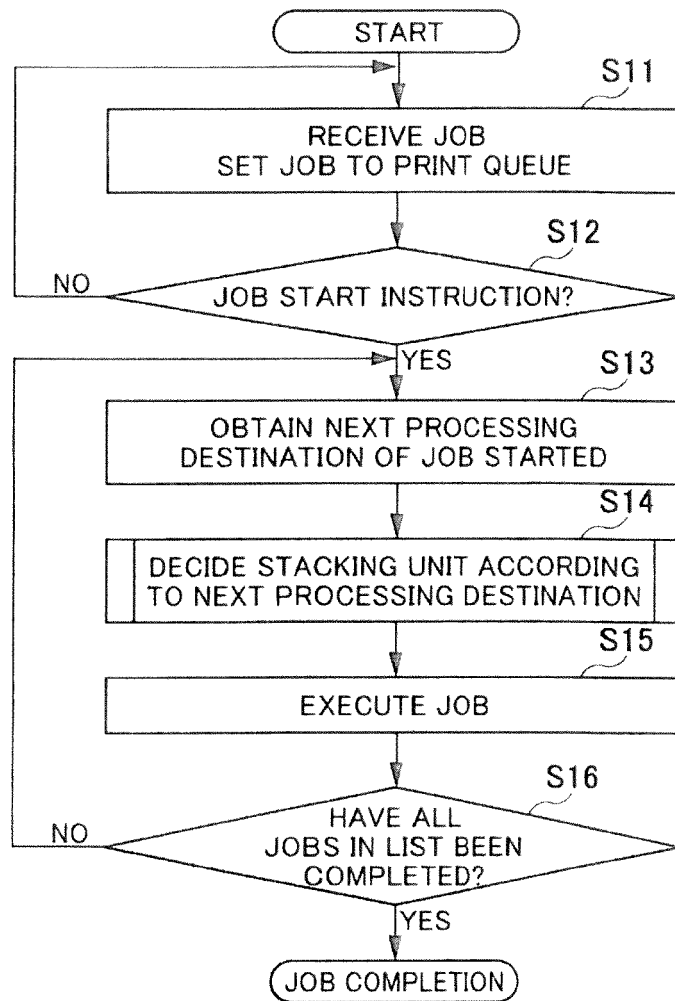 START
S11
RECEIVE JOB
SET JOB TO PRINT QUEUE
S12
NO
JOB START INSTRUCTION?
YES
S13
OBTAIN NEXT PROCESSING
DESTINATION OF JOB STARTED
S14
DECIDE STACKING UNIT ACCORDING
TO NEXT PROCESSING DESTINATION
S15
EXECUTE JOB
S16
NO
HAVE ALL
JOBS IN LIST BEEN
COMPLETED?
YES
JOB COMPLETION